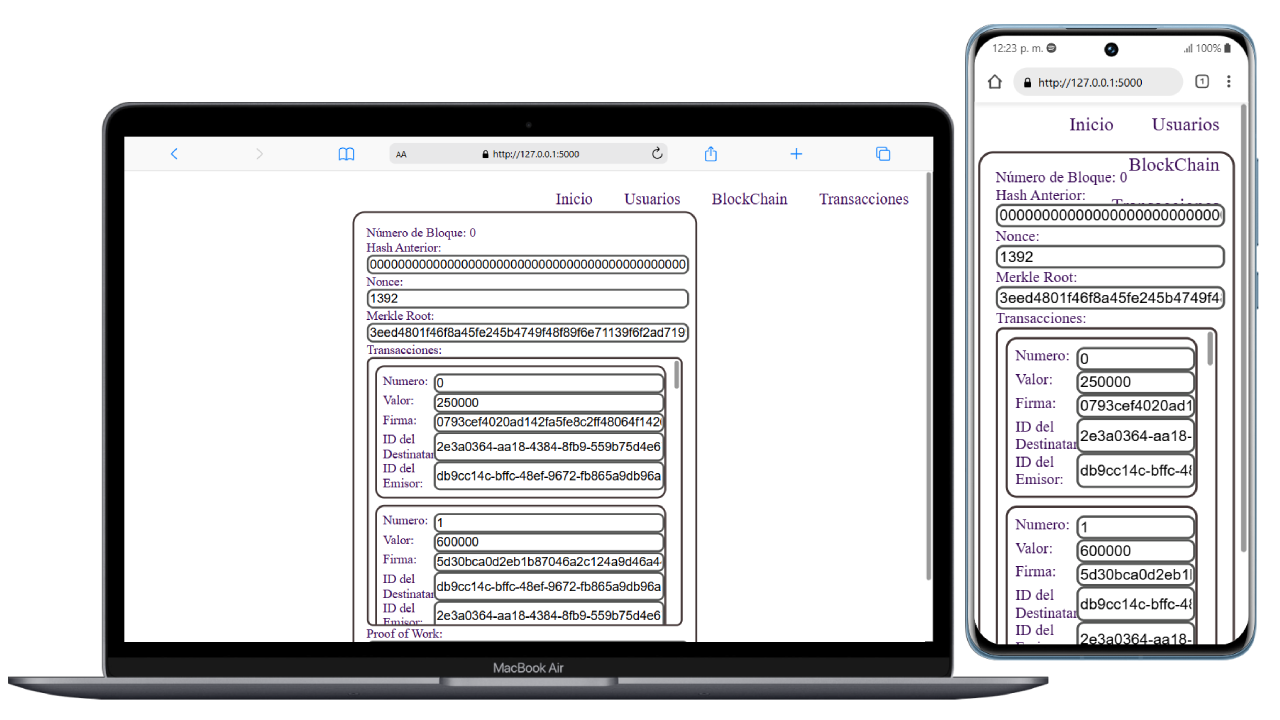 AA
http://127.0.0.1:5000
Inicio Usuarios BlockChain Transacciones
Número de Bloque: 0
Hash Anterior:
000000000000000000000000000000000000000000000
Nonce:
1392
Merkle Root:
3eed4801f46f8a45fe245b4749f48f89f6e71139f6f2ad719
Transacciones:
Numero: 0
Valor: 250000
Firma: 0793cef4020ad142fa5fe8c2ff48064f142
ID del
Destinatar
2e3a0364-aa18-4384-8fb9-559b75d4e6
ID del
Emisor:
db9cc14c-bffc-48ef-9672-fb865a9db96a
Numero: 1
Valor: 600000
Firma: 5d30bca0d2eb1b87046a2c124a9d46a4
ID del
Destinatar
db9cc14c-bffc-48ef-9672-fb865a9db96a
ID del
Emisor:
2e3a0364-aa18-4384-8fb9-559b75d4e6
Proof of Work:
MacBook Air
12:23 p. m. 100%
http://127.0.0.1:5000
1
Inicio Usuarios
BlockChain
Transacciones
Número de Bloque: 0
Hash Anterior:
00000000000000000000000000
Nonce:
1392
Merkle Root:
3eed4801f46f8a45fe245b4749f4
Transacciones:
Numero: 0
Valor: 250000
Firma: 0793cef4020ad1
ID del
Destinatar
2e3a0364-aa18-
ID del
Emisor:
db9cc14c-bffc-48
Numero: 1
Valor: 600000
Firma: 5d30bca0d2eb1
ID del
Destinatar
db9cc14c-bffc-48
ID del
2e3a0364-aa18-